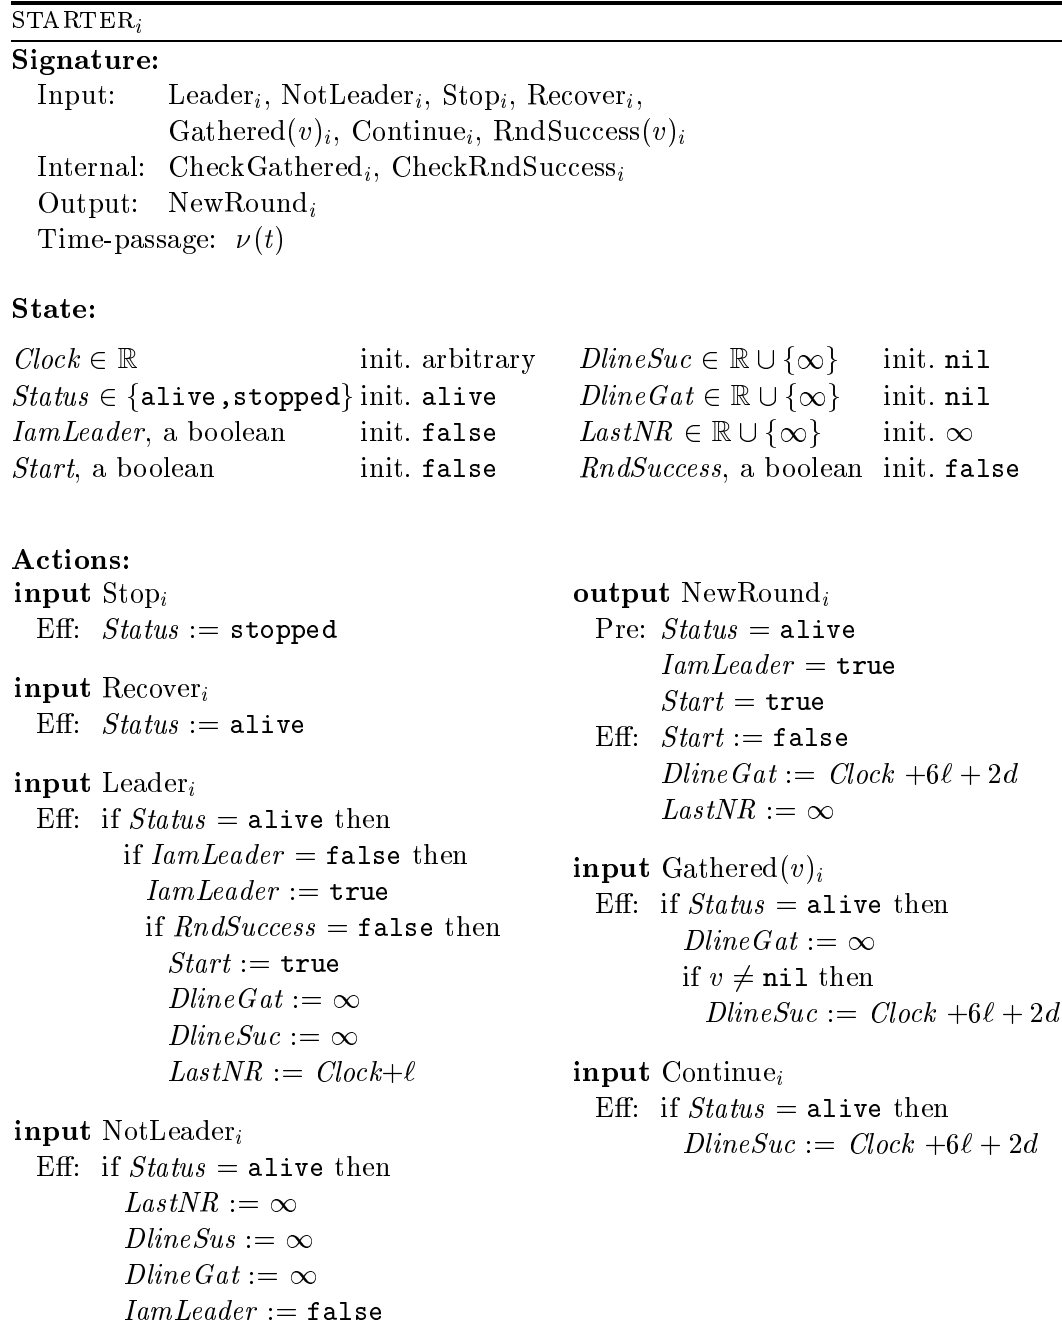 STARTERᵢ
Signature:
Input: Leaderᵢ, NotLeaderᵢ, Stopᵢ, Recoverᵢ,
Gathered(v)ᵢ, Continueᵢ, RndSuccess(v)ᵢ
Internal: CheckGatheredᵢ, CheckRndSuccessᵢ
Output: NewRoundᵢ
Time-passage: ν(t)
State:
Clock ∈ ℝ init. arbitrary DlineSuc ∈ ℝ ∪ {∞} init. nil
Status ∈ {alive,stopped} init. alive DlineGat ∈ ℝ ∪ {∞} init. nil
IamLeader, a boolean init. false LastNR ∈ ℝ ∪ {∞} init. ∞
Start, a boolean init. false RndSuccess, a boolean init. false
Actions:
input Stopᵢ
Eff: Status := stopped
input Recoverᵢ
Eff: Status := alive
input Leaderᵢ
Eff: if Status = alive then
if IamLeader = false then
IamLeader := true
if RndSuccess = false then
Start := true
DlineGat := ∞
DlineSuc := ∞
LastNR := Clock+ℓ
input NotLeaderᵢ
Eff: if Status = alive then
LastNR := ∞
DlineSus := ∞
DlineGat := ∞
IamLeader := false
output NewRoundᵢ
Pre: Status = alive
IamLeader = true
Start = true
Eff: Start := false
DlineGat := Clock +6ℓ + 2d
LastNR := ∞
input Gathered(v)ᵢ
Eff: if Status = alive then
DlineGat := ∞
if v ≠ nil then
DlineSuc := Clock +6ℓ + 2d
input Continueᵢ
Eff: if Status = alive then
DlineSuc := Clock +6ℓ + 2d